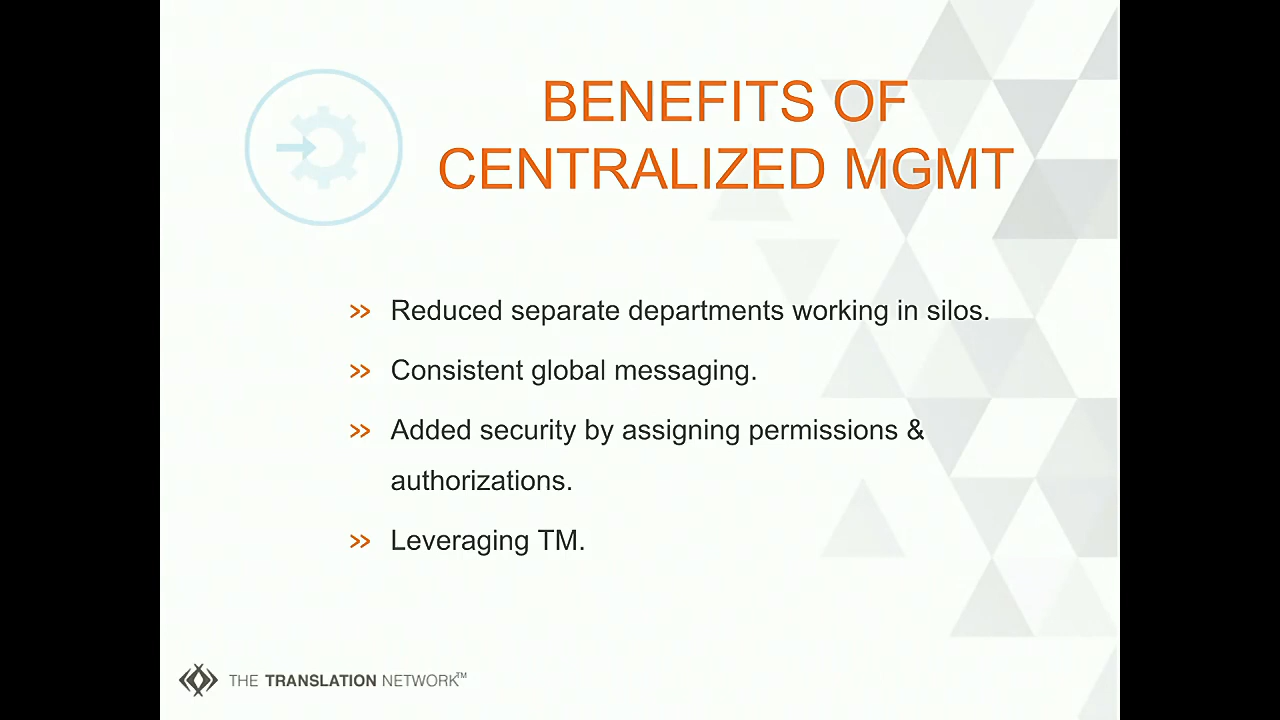 BENEFITS OF
CENTRALIZED MGMT
>> Reduced separate departments working in silos.
>> Consistent global messaging.
>> Added security by assigning permissions &
authorizations.
>> Leveraging TM.
THE TRANSLATION NETWORK™